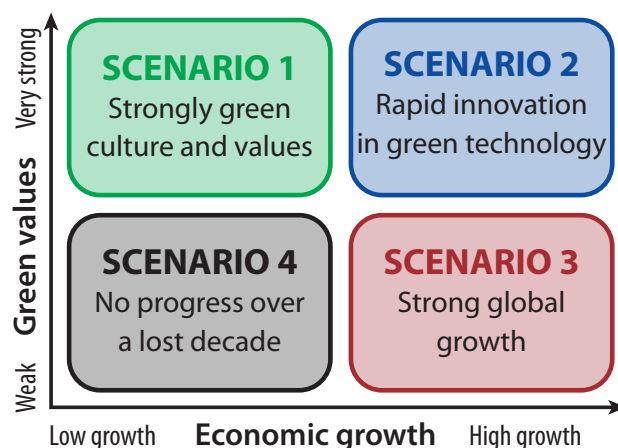 Very strong
Green values
Weak
SCENARIO 1
Strongly green
culture and values
SCENARIO 2
Rapid innovation
in green technology
SCENARIO 4
No progress over
a lost decade
SCENARIO 3
Strong global
growth
Low growth
Economic growth
High growth